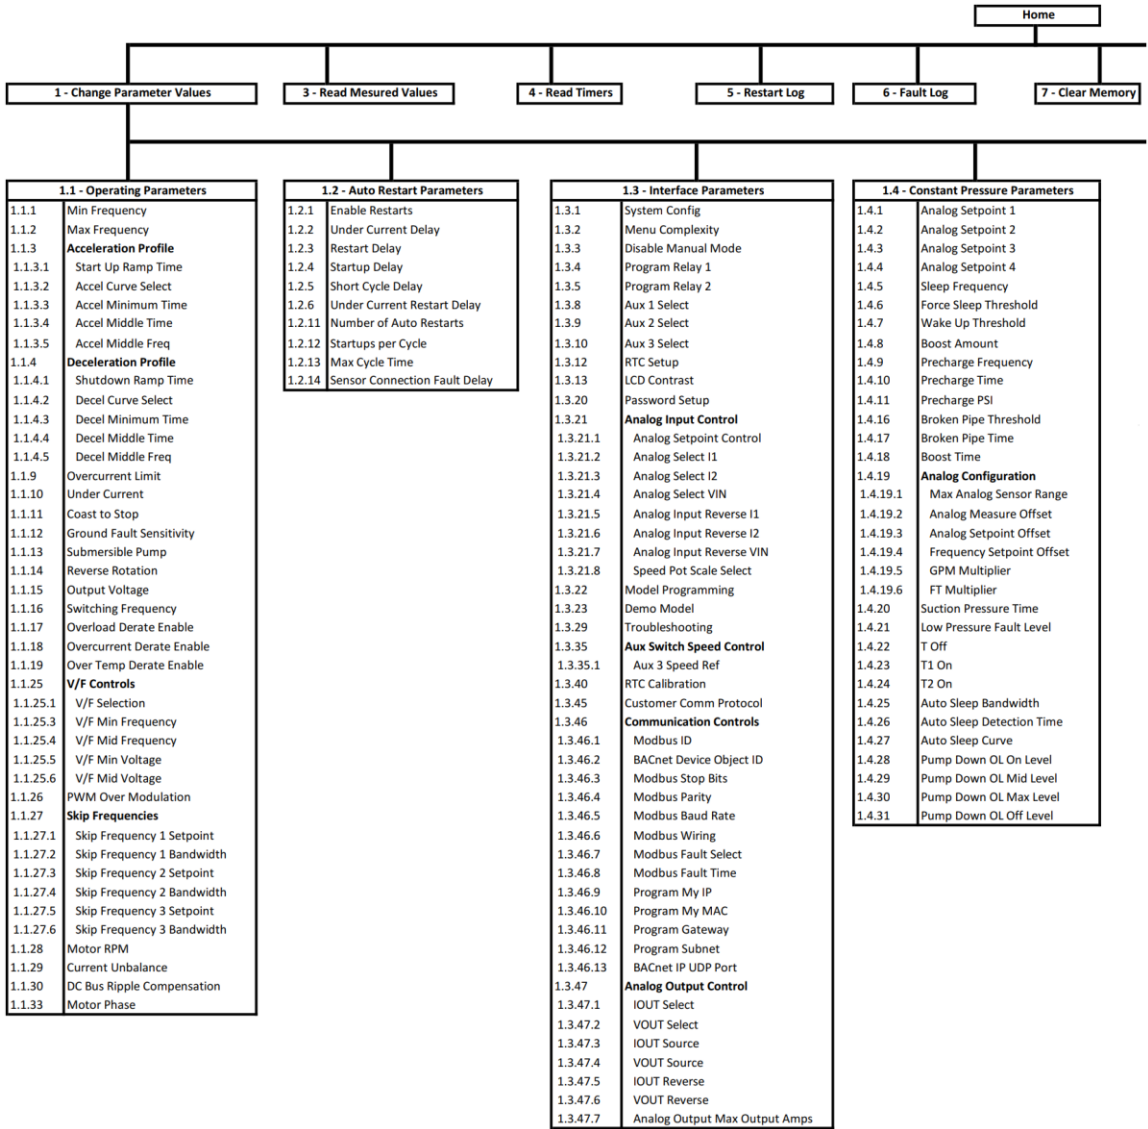 Home
1 - Change Parameter Values
3 - Read Mesured Values
4 - Read Timers
5 - Restart Log
6 - Fault Log
7 - Clear Memory
1.1 - Operating Parameters
1.1.1 Min Frequency
1.1.2 Max Frequency
1.1.3 Acceleration Profile
1.1.3.1 Start Up Ramp Time
1.1.3.2 Accel Curve Select
1.1.3.3 Accel Minimum Time
1.1.3.4 Accel Middle Time
1.1.3.5 Accel Middle Freq
1.1.4 Deceleration Profile
1.1.4.1 Shutdown Ramp Time
1.1.4.2 Decel Curve Select
1.1.4.3 Decel Minimum Time
1.1.4.4 Decel Middle Time
1.1.4.5 Decel Middle Freq
1.1.9 Overcurrent Limit
1.1.10 Under Current
1.1.11 Coast to Stop
1.1.12 Ground Fault Sensitivity
1.1.13 Submersible Pump
1.1.14 Reverse Rotation
1.1.15 Output Voltage
1.1.16 Switching Frequency
1.1.17 Overload Derate Enable
1.1.18 Overcurrent Derate Enable
1.1.19 Over Temp Derate Enable
1.1.25 V/F Controls
1.1.25.1 V/F Selection
1.1.25.3 V/F Min Frequency
1.1.25.4 V/F Mid Frequency
1.1.25.5 V/F Min Voltage
1.1.25.6 V/F Mid Voltage
1.1.26 PWM Over Modulation
1.1.27 Skip Frequencies
1.1.27.1 Skip Frequency 1 Setpoint
1.1.27.2 Skip Frequency 1 Bandwidth
1.1.27.3 Skip Frequency 2 Setpoint
1.1.27.4 Skip Frequency 2 Bandwidth
1.1.27.5 Skip Frequency 3 Setpoint
1.1.27.6 Skip Frequency 3 Bandwidth
1.1.28 Motor RPM
1.1.29 Current Unbalance
1.1.30 DC Bus Ripple Compensation
1.1.33 Motor Phase
1.2 - Auto Restart Parameters
1.2.1 Enable Restarts
1.2.2 Under Current Delay
1.2.3 Restart Delay
1.2.4 Startup Delay
1.2.5 Short Cycle Delay
1.2.6 Under Current Restart Delay
1.2.11 Number of Auto Restarts
1.2.12 Startups per Cycle
1.2.13 Max Cycle Time
1.2.14 Sensor Connection Fault Delay
1.3 - Interface Parameters
1.3.1 System Config
1.3.2 Menu Complexity
1.3.3 Disable Manual Mode
1.3.4 Program Relay 1
1.3.5 Program Relay 2
1.3.8 Aux 1 Select
1.3.9 Aux 2 Select
1.3.10 Aux 3 Select
1.3.12 RTC Setup
1.3.13 LCD Contrast
1.3.20 Password Setup
1.3.21 Analog Input Control
1.3.21.1 Analog Setpoint Control
1.3.21.2 Analog Select I1
1.3.21.3 Analog Select I2
1.3.21.4 Analog Select VIN
1.3.21.5 Analog Input Reverse I1
1.3.21.6 Analog Input Reverse I2
1.3.21.7 Analog Input Reverse VIN
1.3.21.8 Speed Pot Scale Select
1.3.22 Model Programming
1.3.23 Demo Model
1.3.29 Troubleshooting
1.3.35 Aux Switch Speed Control
1.3.35.1 Aux 3 Speed Ref
1.3.40 RTC Calibration
1.3.45 Customer Comm Protocol
1.3.46 Communication Controls
1.3.46.1 Modbus ID
1.3.46.2 BACnet Device Object ID
1.3.46.3 Modbus Stop Bits
1.3.46.4 Modbus Parity
1.3.46.5 Modbus Baud Rate
1.3.46.6 Modbus Wiring
1.3.46.7 Modbus Fault Select
1.3.46.8 Modbus Fault Time
1.3.46.9 Program My IP
1.3.46.10 Program My MAC
1.3.46.11 Program Gateway
1.3.46.12 Program Subnet
1.3.46.13 BACnet IP UDP Port
1.3.47 Analog Output Control
1.3.47.1 IOUT Select
1.3.47.2 VOUT Select
1.3.47.3 IOUT Source
1.3.47.4 VOUT Source
1.3.47.5 IOUT Reverse
1.3.47.6 VOUT Reverse
1.3.47.7 Analog Output Max Output Amps
1.4 - Constant Pressure Parameters
1.4.1 Analog Setpoint 1
1.4.2 Analog Setpoint 2
1.4.3 Analog Setpoint 3
1.4.4 Analog Setpoint 4
1.4.5 Sleep Frequency
1.4.6 Force Sleep Threshold
1.4.7 Wake Up Threshold
1.4.8 Boost Amount
1.4.9 Precharge Frequency
1.4.10 Precharge Time
1.4.11 Precharge PSI
1.4.16 Broken Pipe Threshold
1.4.17 Broken Pipe Time
1.4.18 Boost Time
1.4.19 Analog Configuration
1.4.19.1 Max Analog Sensor Range
1.4.19.2 Analog Measure Offset
1.4.19.3 Analog Setpoint Offset
1.4.19.4 Frequency Setpoint Offset
1.4.19.5 GPM Multiplier
1.4.19.6 FT Multiplier
1.4.20 Suction Pressure Time
1.4.21 Low Pressure Fault Level
1.4.22 T Off
1.4.23 T1 On
1.4.24 T2 On
1.4.25 Auto Sleep Bandwidth
1.4.26 Auto Sleep Detection Time
1.4.27 Auto Sleep Curve
1.4.28 Pump Down OL On Level
1.4.29 Pump Down OL Mid Level
1.4.30 Pump Down OL Max Level
1.4.31 Pump Down OL Off Level